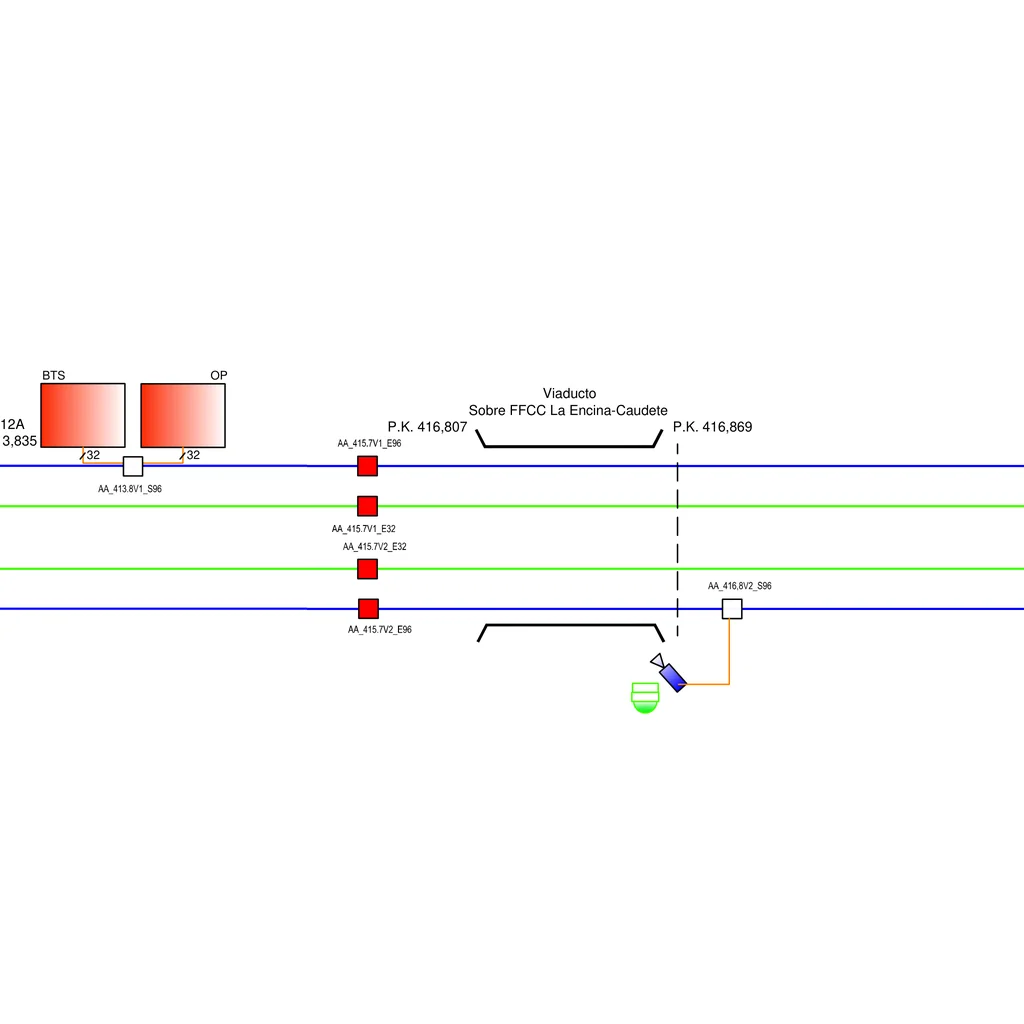 BTS
OP
12A
3,835
32
32
AA_413.8V1_S96
AA_415.7V1_E96
AA_415.7V1_E32
AA_415.7V2_E32
AA_415.7V2_E96
Viaducto
Sobre FFCC La Encina-Caudete
P.K. 416,807
P.K. 416,869
AA_416,8V2_S96